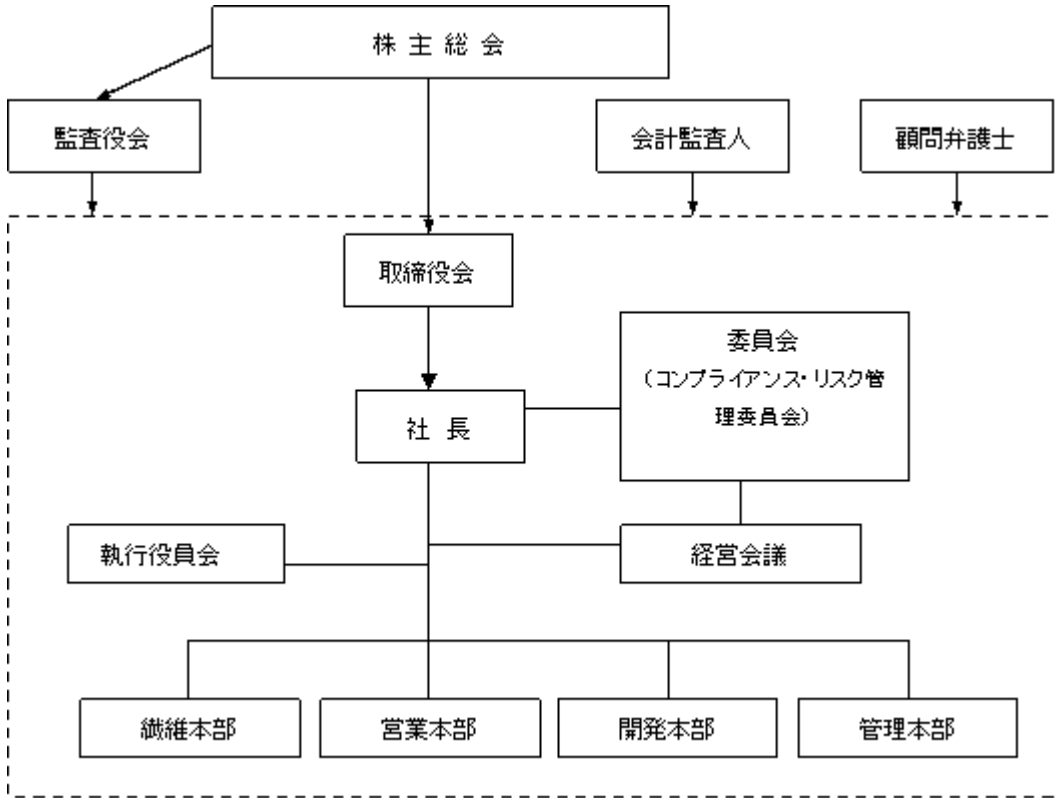 株 主 総 会
監査役会
会計監査人
顧問弁護士
取締役会
委員会
（コンプライアンス・リスク管
理委員会）
社 長
執行役員会
経営会議
繊維本部
営業本部
開発本部
管理本部